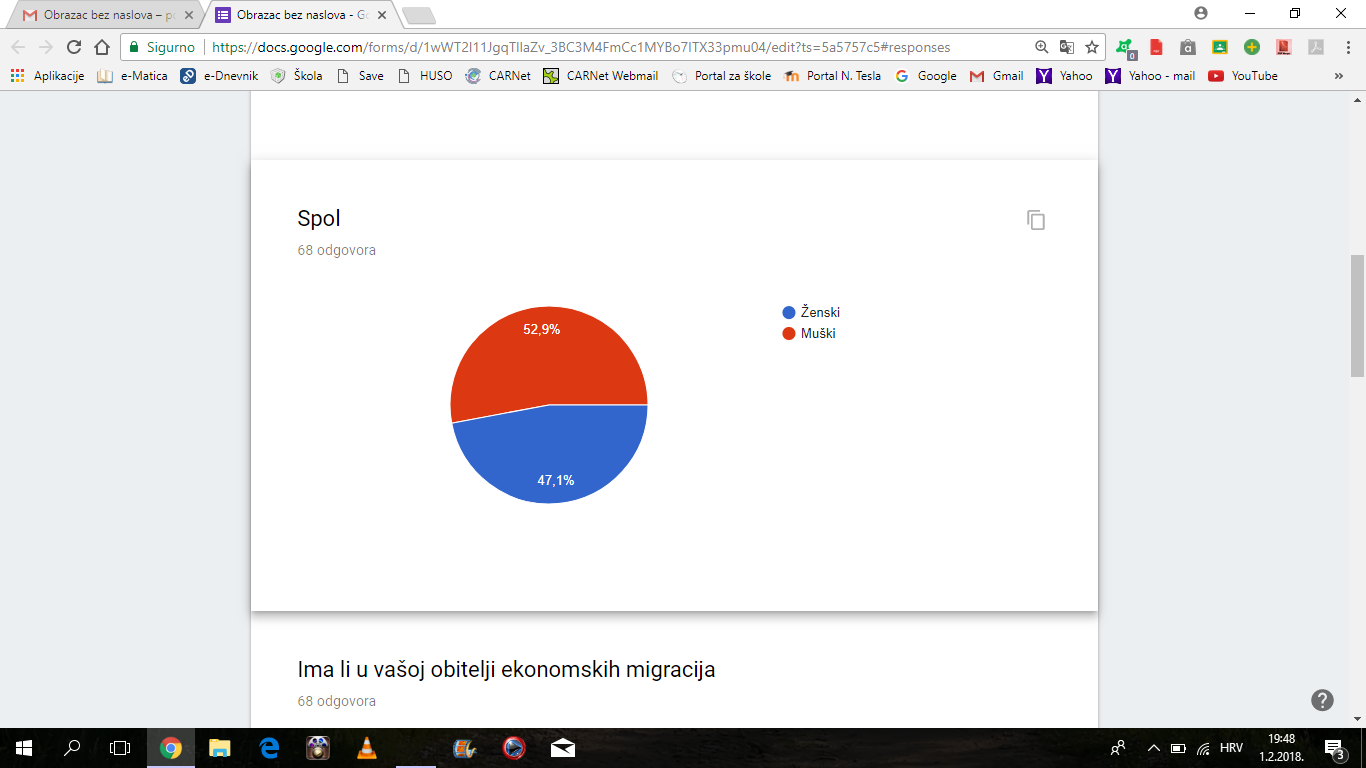 Obrazac bez naslova – po
Obrazac bez naslova - Go
Sigurno
https://docs.google.com/forms/d/1wWT2I11JgqTIlaZv_3BC3M4FmCc1MYBo7ITX33pmu04/edit?ts=5a5757c5#responses
0
Aplikacije e-Matica e-Dnevnik Škola Save HUSO CARNet CARNet Webmail Portal za škole Portal N. Tesla Google Gmail Yahoo Yahoo - mail YouTube »
Spol
68 odgovora
52,9%
47,1%
Ženski
Muški
Ima li u vašoj obitelji ekonomskih migracija
68 odgovora
?
HRV
19:48
1.2.2018.
3